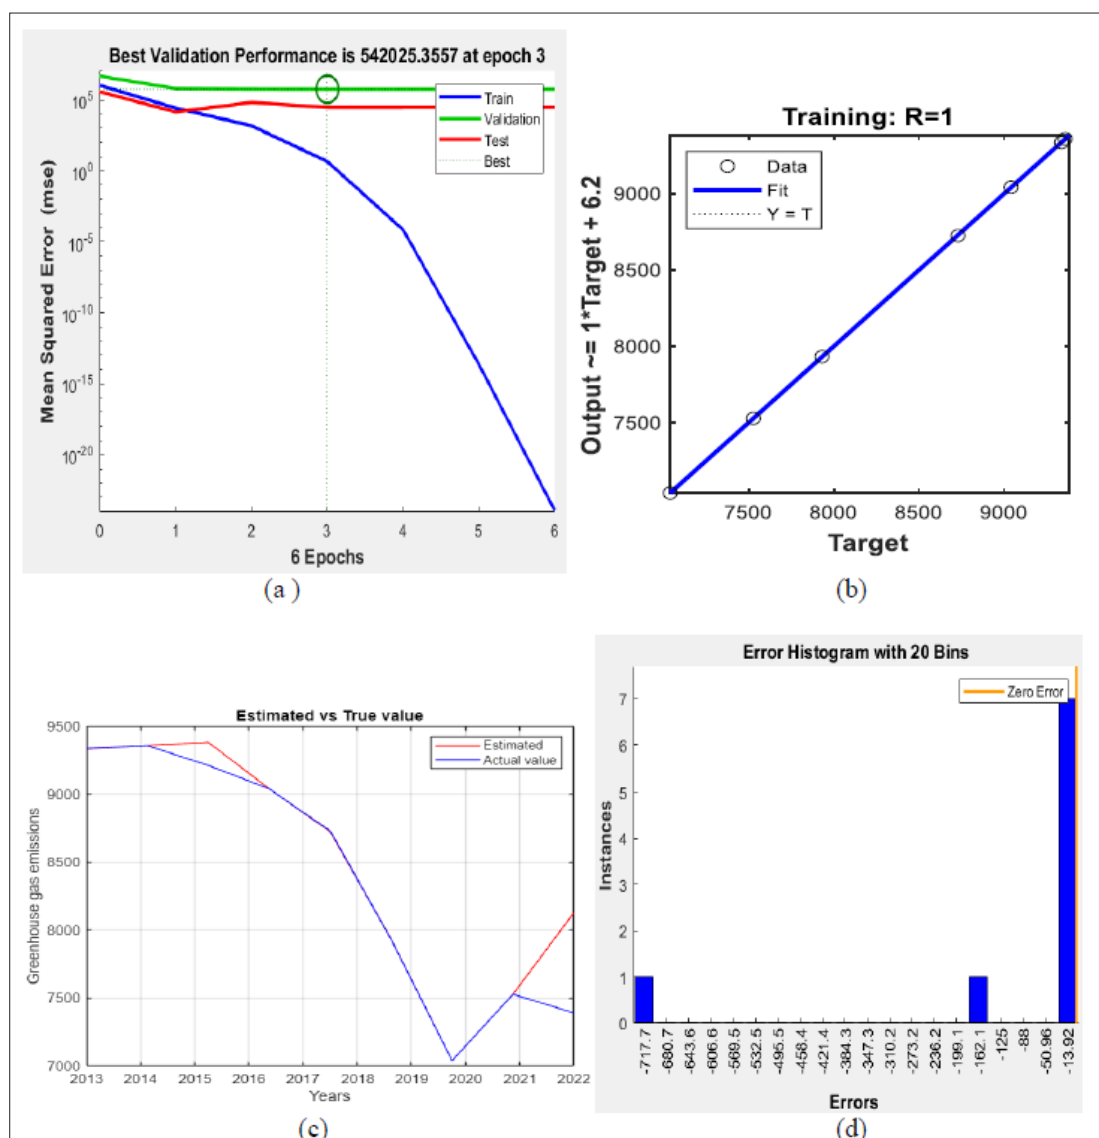 Best Validation Performance is 542025.3557 at epoch 3
Mean Squared Error (mse)
10^5
10^0
10^-5
10^-10
10^-15
10^-20
Train
Validation
Test
Best
0 1 2 3 4 5 6
6 Epochs
(a )
Training: R=1
Output ~= 1*Target + 6.2
9000
8500
8000
7500
Data
Fit
Y = T
7500 8000 8500 9000
Target
(b)
Estimated vs True value
Greenhouse gas emissions
9500
9000
8500
8000
7500
7000
Estimated
Actual value
2013 2014 2015 2016 2017 2018 2019 2020 2021 2022
Years
(c)
Error Histogram with 20 Bins
Instances
7
6
5
4
3
2
1
0
Zero Error
-717.7
-680.7
-643.6
-606.6
-569.5
-532.5
-495.5
-458.4
-421.4
-384.3
-347.3
-310.2
-273.2
-236.2
-199.1
-162.1
-125
-88
-50.96
-13.92
Errors
(d)